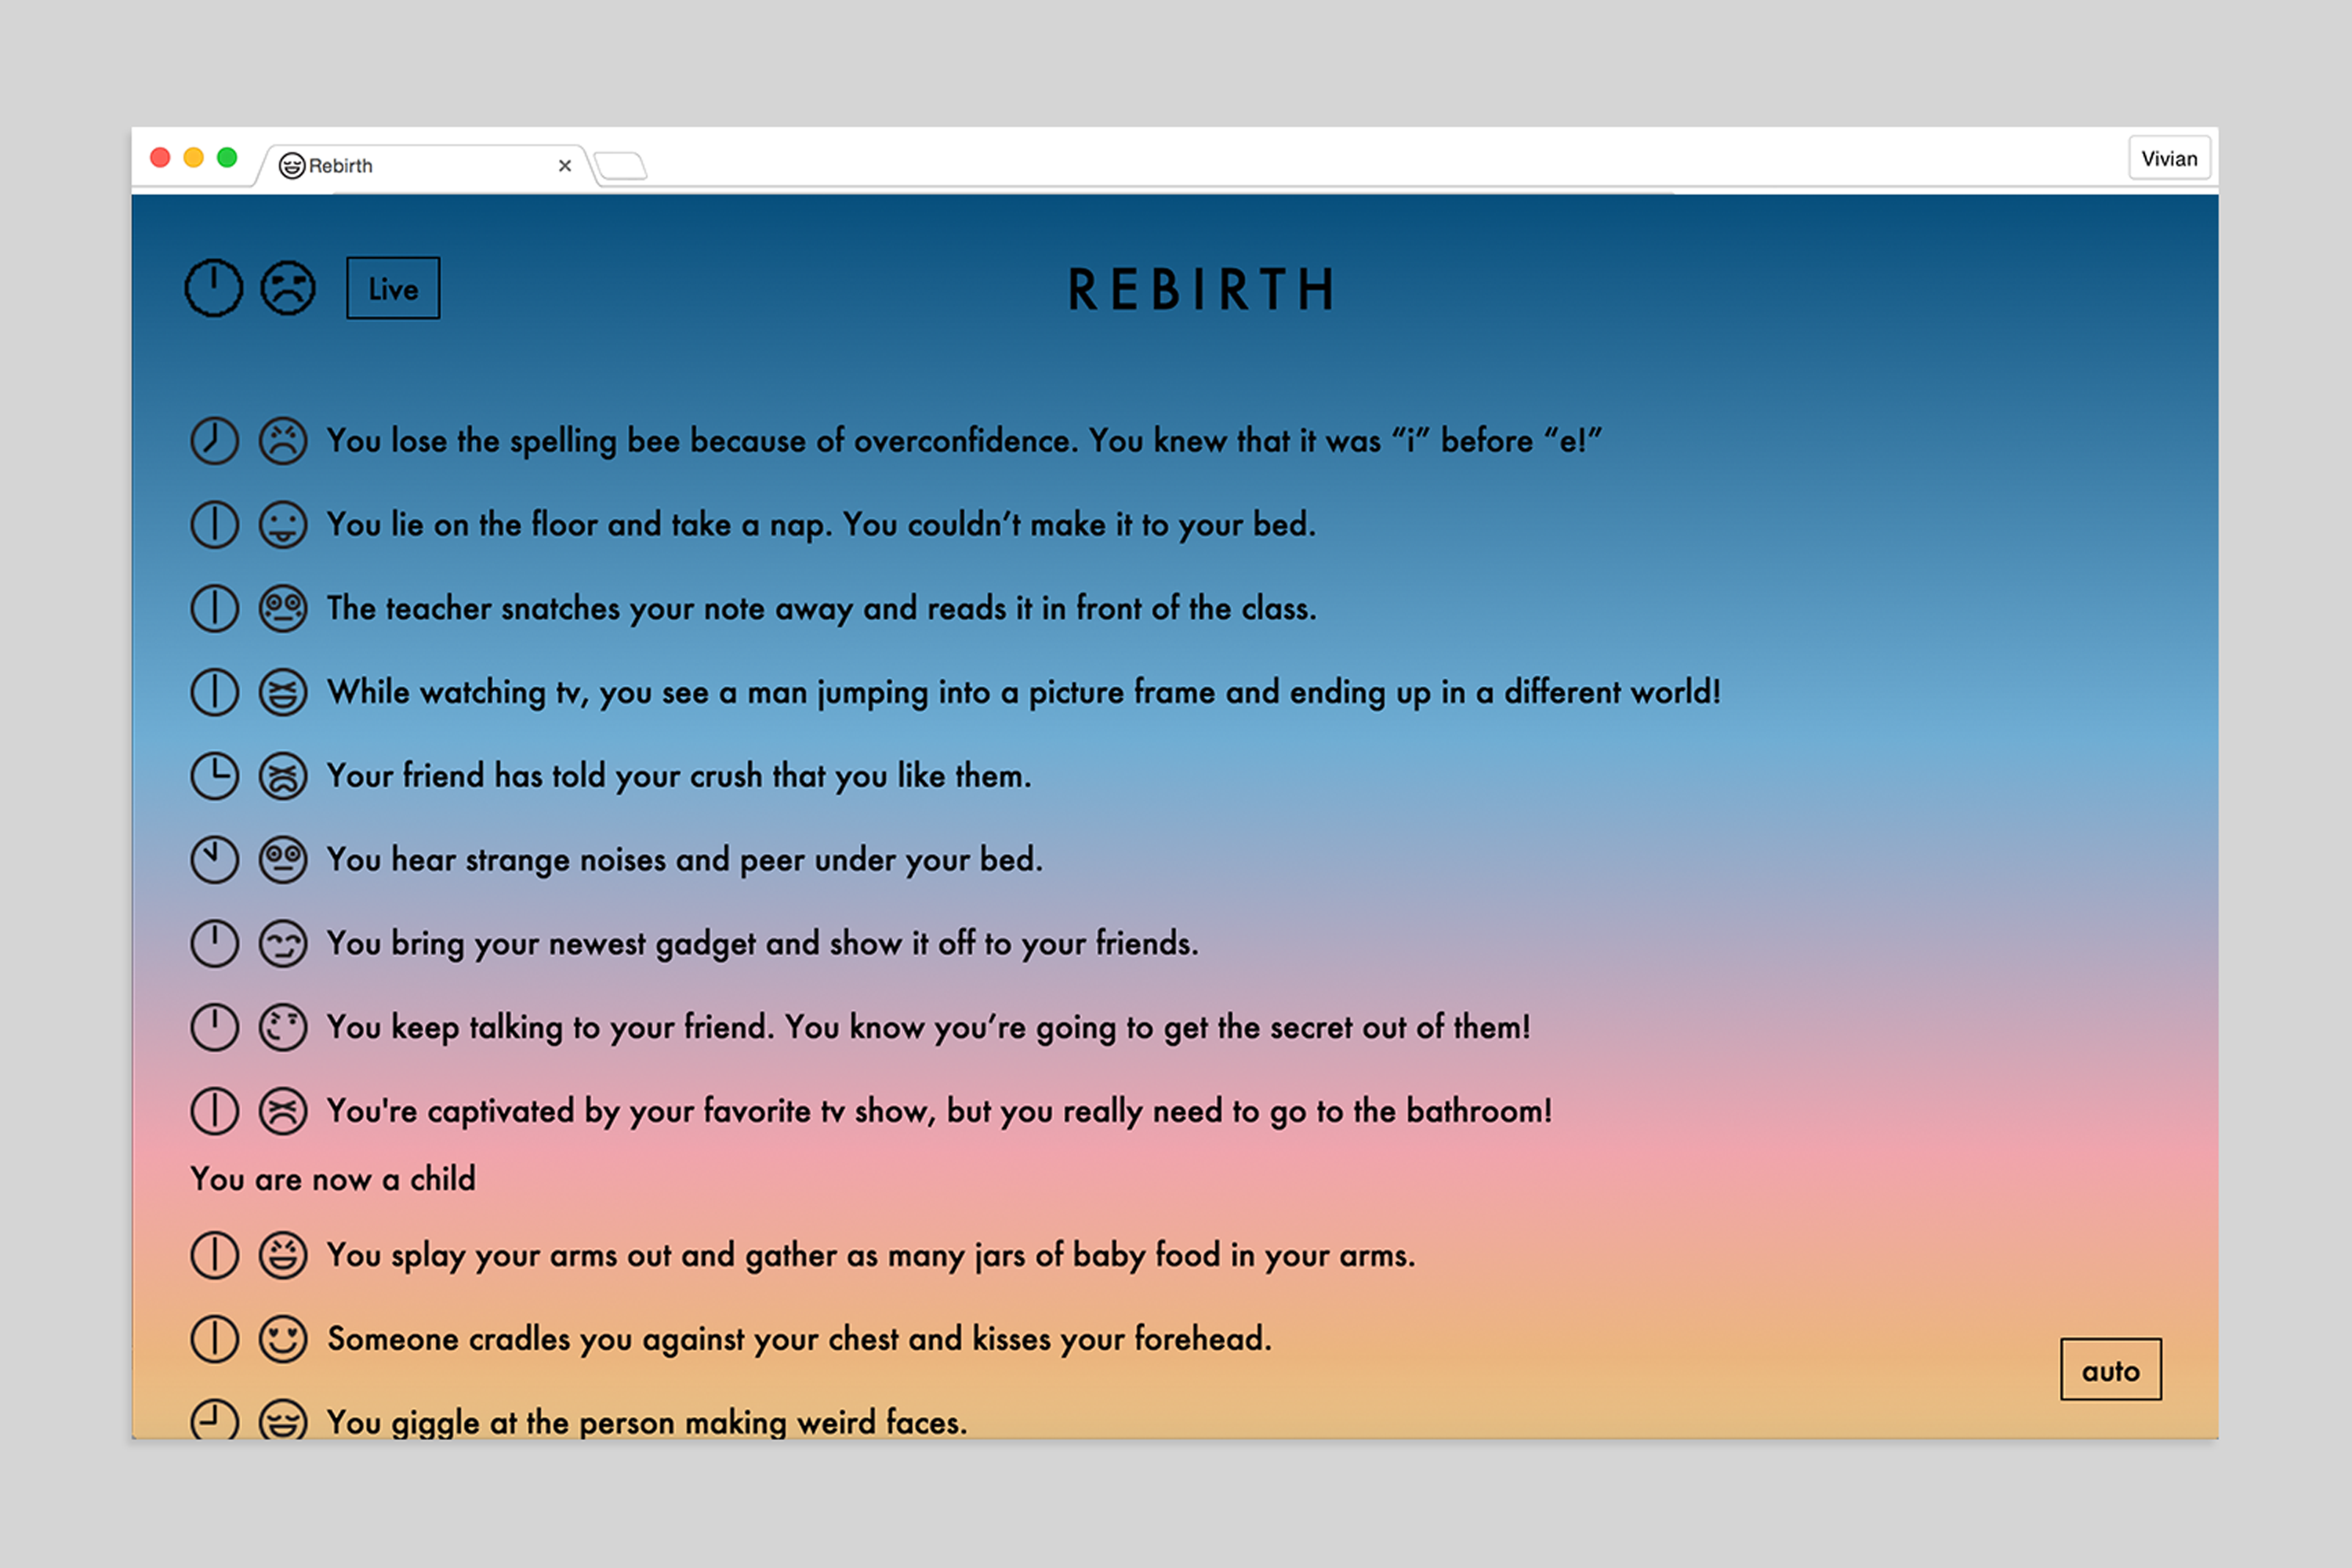 Rebirth
Vivian
Live
REBIRTH
You lose the spelling bee because of overconfidence. You knew that it was “i” before “e!”
You lie on the floor and take a nap. You couldn’t make it to your bed.
The teacher snatches your note away and reads it in front of the class.
While watching tv, you see a man jumping into a picture frame and ending up in a different world!
Your friend has told your crush that you like them.
You hear strange noises and peer under your bed.
You bring your newest gadget and show it off to your friends.
You keep talking to your friend. You know you’re going to get the secret out of them!
You're captivated by your favorite tv show, but you really need to go to the bathroom!
You are now a child
You splay your arms out and gather as many jars of baby food in your arms.
Someone cradles you against your chest and kisses your forehead.
auto
You giggle at the person making weird faces.